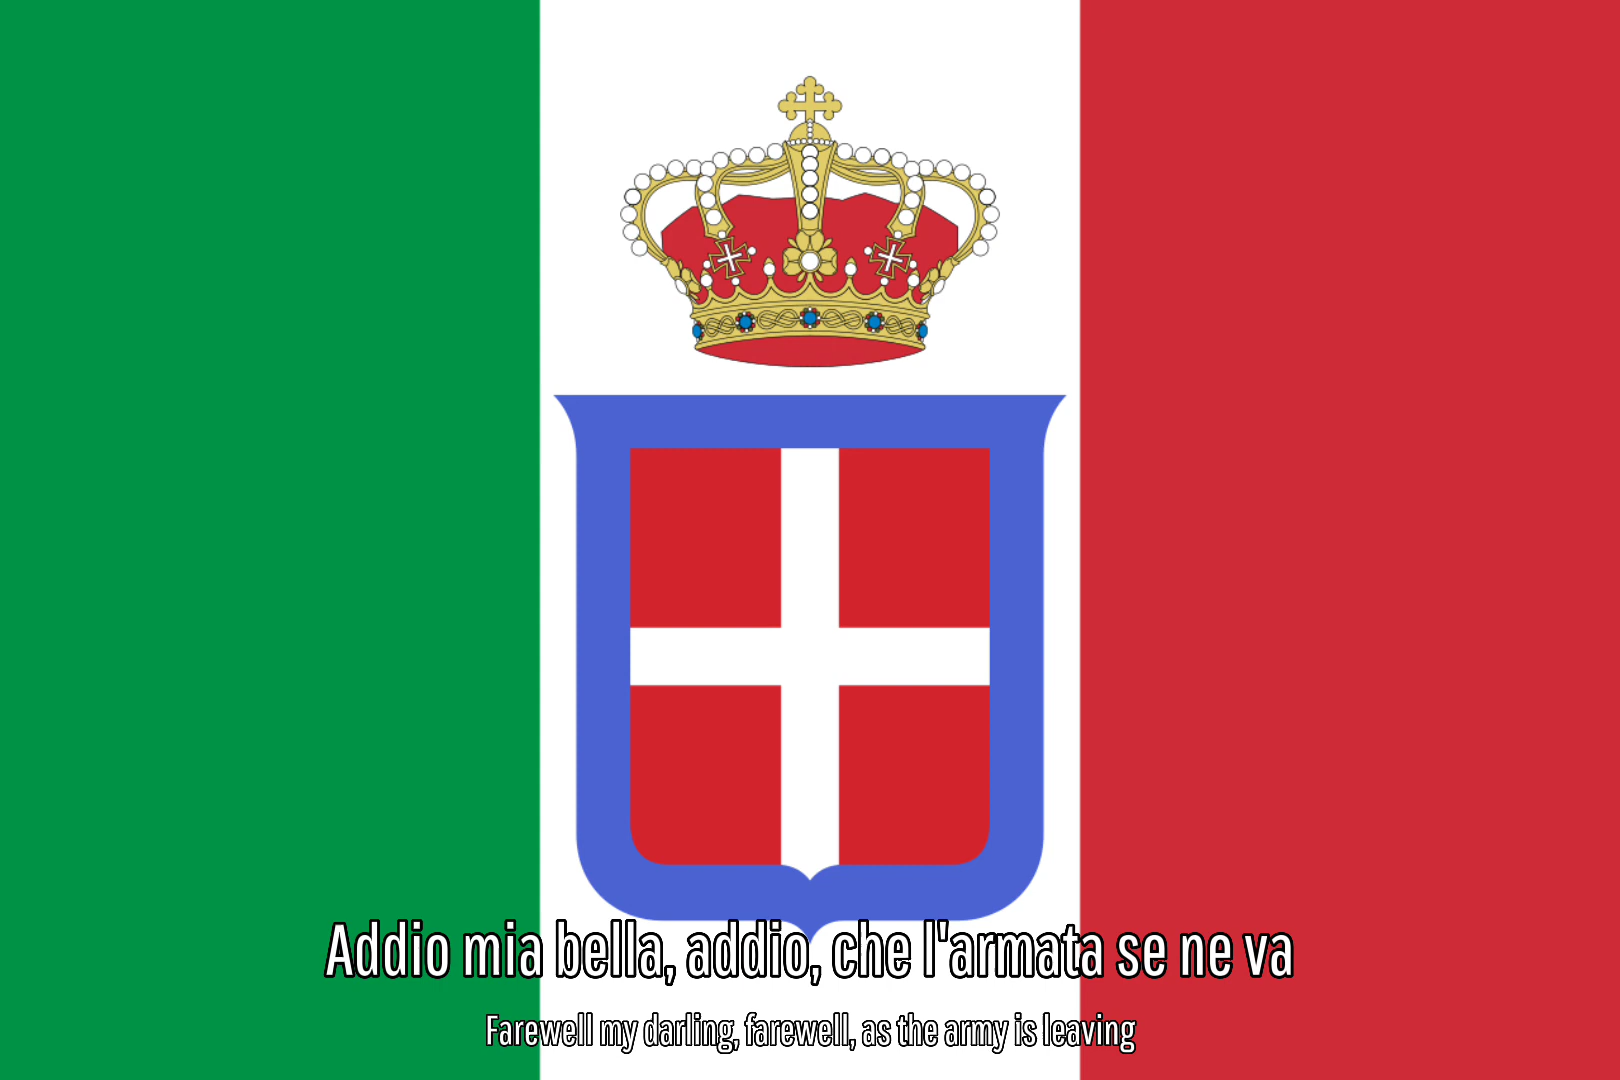 Addio mia bella, addio, che l'armata se ne va
Farewell my darling, farewell, as the army is leaving